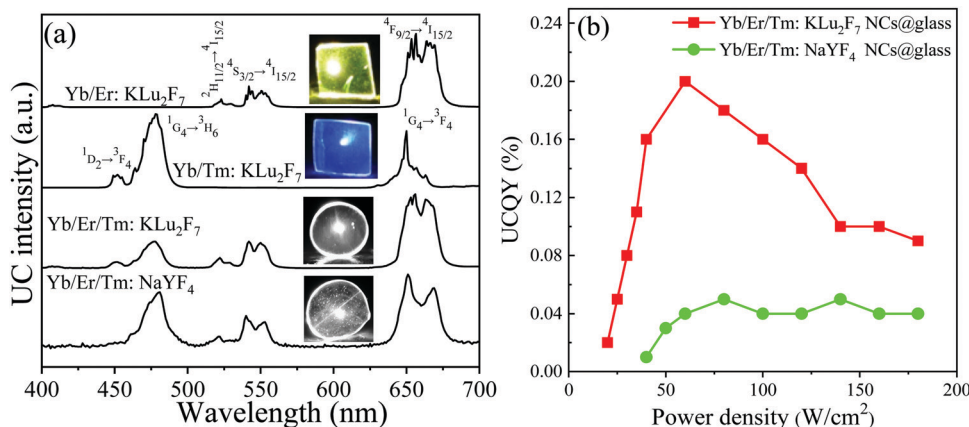 (a)
²H₁₁/₂→⁴I₁₅/₂
⁴S₃/₂→⁴I₁₅/₂
⁴F₉/₂→⁴I₁₅/₂
Yb/Er: KLu₂F₇
¹D₂→³F₄
¹G₄→³H₆
Yb/Tm: KLu₂F₇
¹G₄→³F₄
Yb/Er/Tm: KLu₂F₇
Yb/Er/Tm: NaYF₄
UC intensity (a.u.)
400 450 500 550 600 650 700
Wavelength (nm)
(b)
Yb/Er/Tm: KLu₂F₇ NCs@glass
Yb/Er/Tm: NaYF₄ NCs@glass
UCQY (%)
0.24
0.20
0.16
0.12
0.08
0.04
0.00
0 50 100 150 200
Power density (W/cm²)